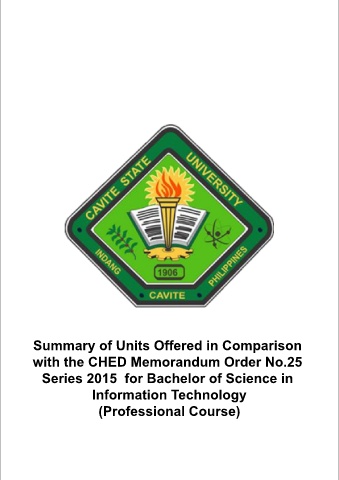 CAVITE STATE UNIVERSITY
INDANG
1906
PHILIPPINES
CAVITE
Summary of Units Offered in Comparison
with the CHED Memorandum Order No.25
Series 2015 for Bachelor of Science in
Information Technology
(Professional Course)